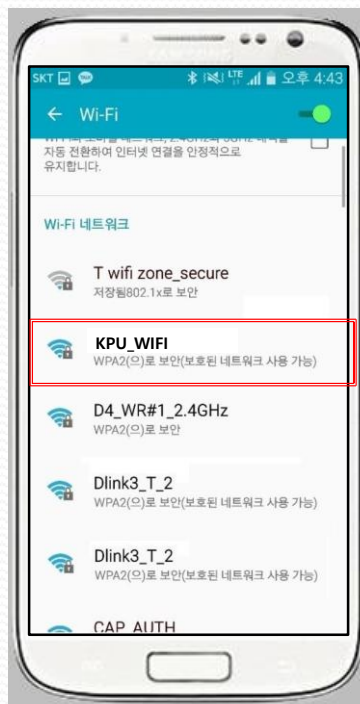 SKT LTE 오후 4:43
Wi-Fi
자동 전환하여 인터넷 연결을 안정적으로
유지합니다.
Wi-Fi 네트워크
T wifi zone_secure
저장됨802.1x로 보안
KPU_WIFI
WPA2(으)로 보안(보호된 네트워크 사용 가능)
D4_WR#1_2.4GHz
WPA2(으)로 보안
Dlink3_T_2
WPA2(으)로 보안(보호된 네트워크 사용 가능)
Dlink3_T_2
WPA2(으)로 보안(보호된 네트워크 사용 가능)
CAP_AUTH